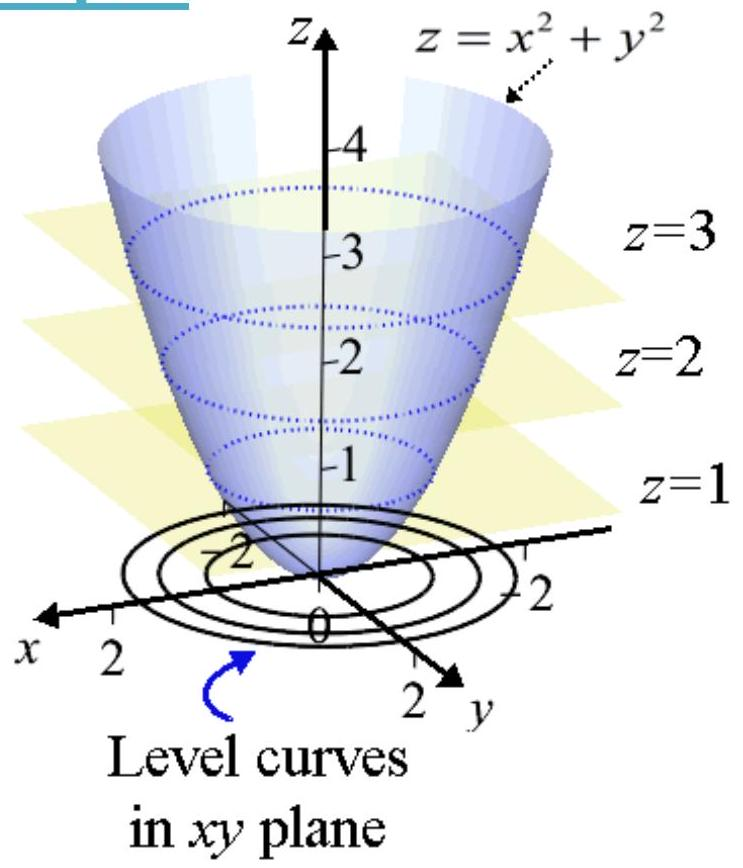 z
z = x² + y²
4
3
z=3
2
z=2
1
z=1
-2
-2
0
x
2
2
y
Level curves
in xy plane